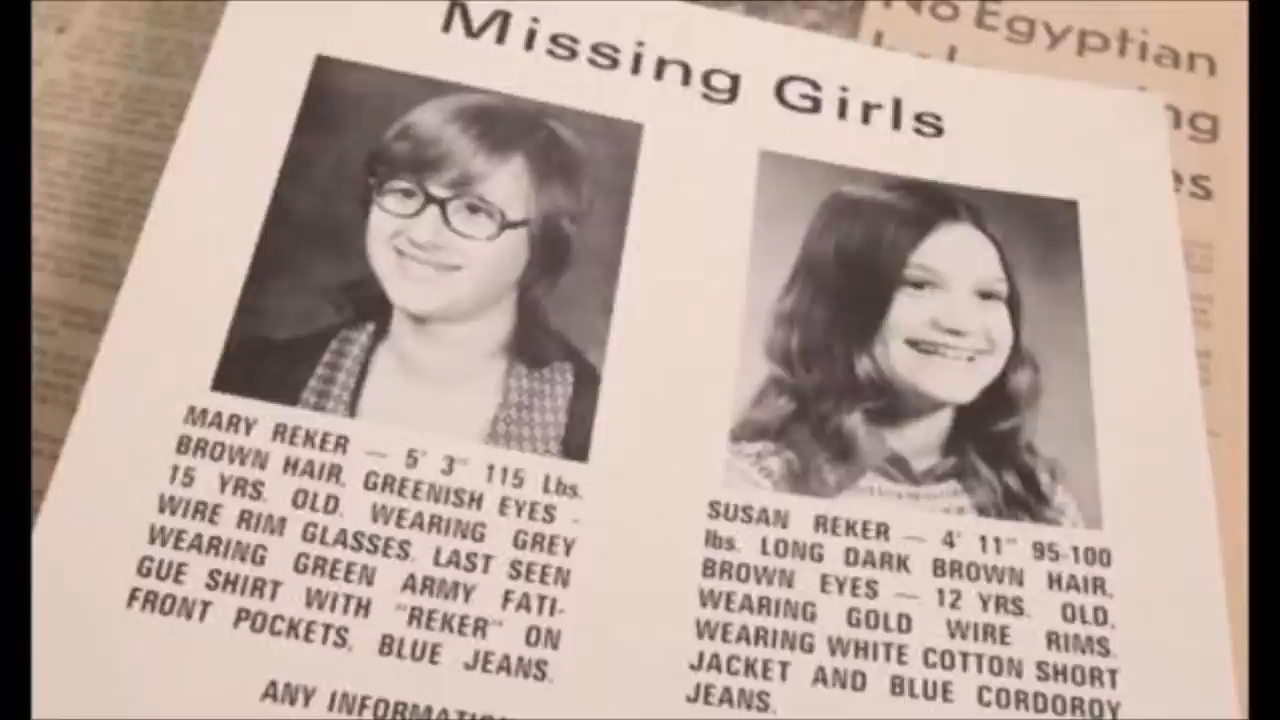 No Egyptian
Missing Girls
MARY REKER — 5' 3" 115 Lbs.
BROWN HAIR, GREENISH EYES -
15 YRS. OLD, WEARING GREY
WIRE RIM GLASSES. LAST SEEN
WEARING GREEN ARMY FATI-
GUE SHIRT WITH "REKER" ON
FRONT POCKETS, BLUE JEANS.
SUSAN REKER — 4' 11" 95-100
lbs. LONG DARK BROWN HAIR,
BROWN EYES — 12 YRS. OLD,
WEARING GOLD WIRE RIMS.
WEARING WHITE COTTON SHORT
JACKET AND BLUE CORDOROY
JEANS.
ANY